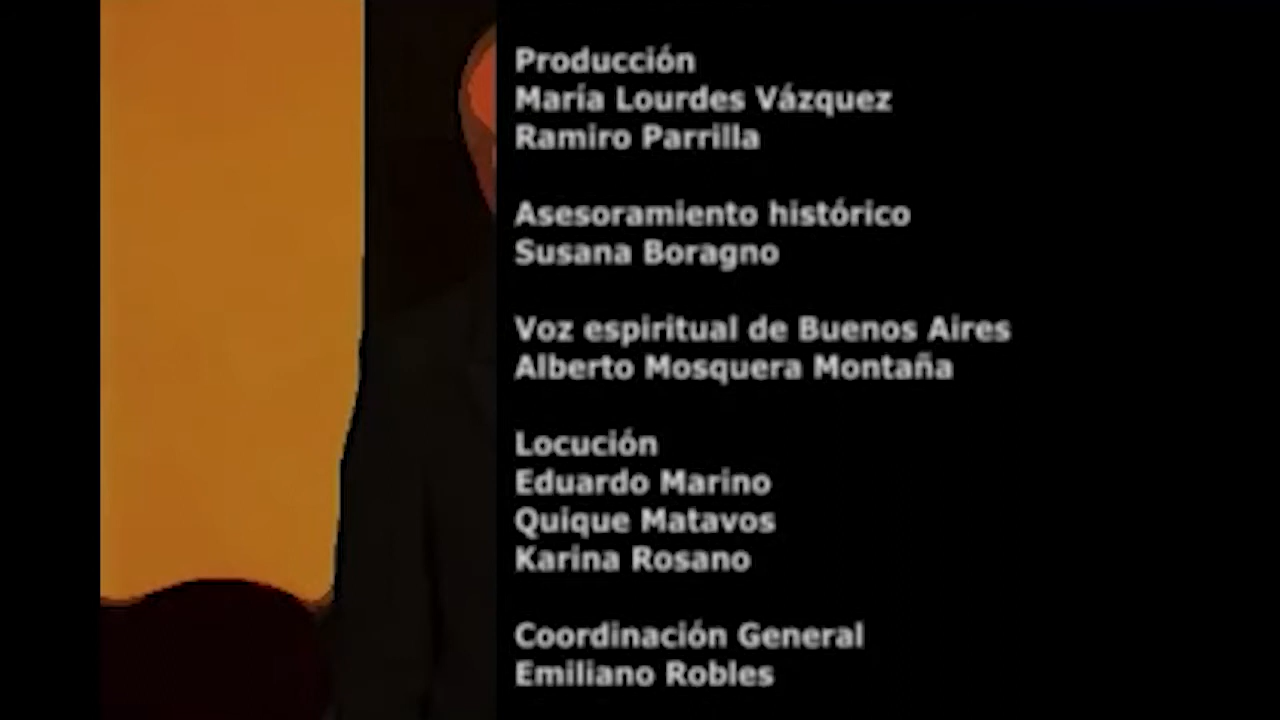 Producción
María Lourdes Vázquez
Ramiro Parrilla
Asesoramiento histórico
Susana Boragno
Voz espiritual de Buenos Aires
Alberto Mosquera Montaña
Locución
Eduardo Marino
Quique Matavos
Karina Rosano
Coordinación General
Emiliano Robles